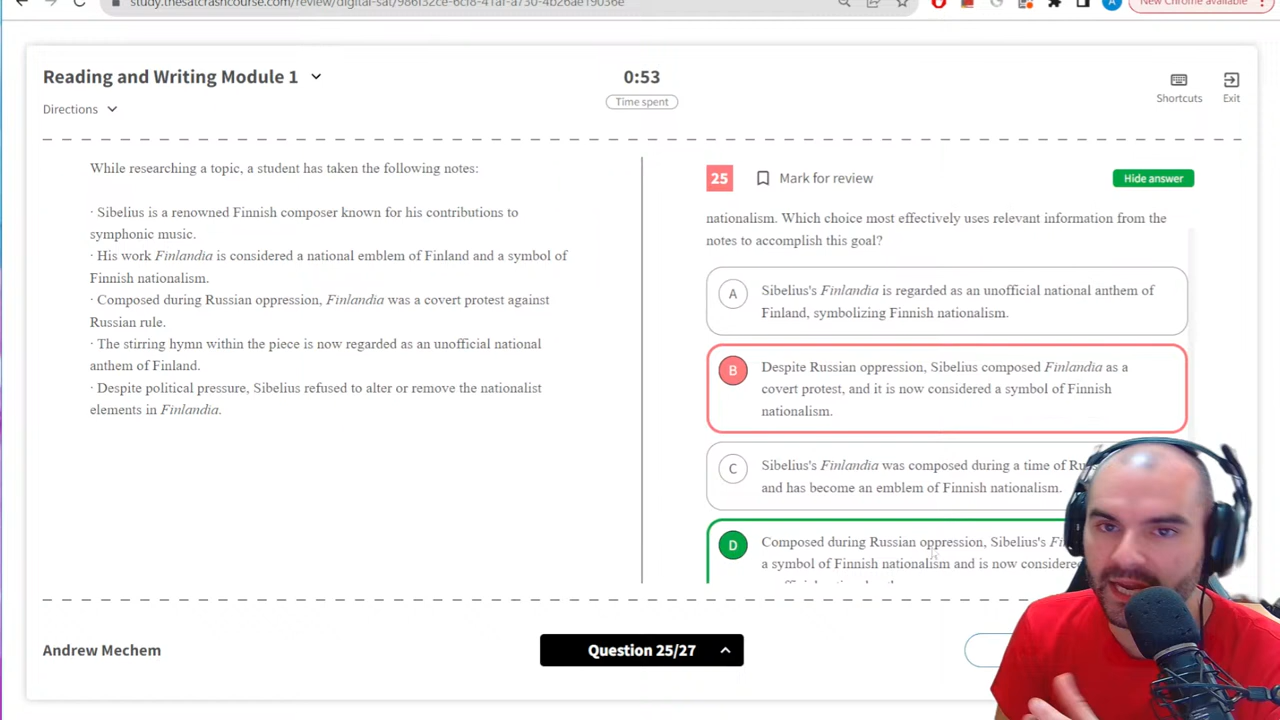 study.thesatcrashcourse.com/review/digital-sat/
New Chrome available
A
Reading and Writing Module 1
0:53
Time spent
Directions
Shortcuts
Exit
While researching a topic, a student has taken the following notes:
· Sibelius is a renowned Finnish composer known for his contributions to
symphonic music.
· His work Finlandia is considered a national emblem of Finland and a symbol of
Finnish nationalism.
· Composed during Russian oppression, Finlandia was a covert protest against
Russian rule.
· The stirring hymn within the piece is now regarded as an unofficial national
anthem of Finland.
· Despite political pressure, Sibelius refused to alter or remove the nationalist
elements in Finlandia.
25
Mark for review
Hide answer
nationalism. Which choice most effectively uses relevant information from the
notes to accomplish this goal?
A
Sibelius's Finlandia is regarded as an unofficial national anthem of
Finland, symbolizing Finnish nationalism.
B
Despite Russian oppression, Sibelius composed Finlandia as a
covert protest, and it is now considered a symbol of Finnish
nationalism.
C
Sibelius's Finlandia was composed during a time of
and has become an emblem of Finnish nationalism.
D
Composed during Russian oppression, Sibelius's
a symbol of Finnish nationalism and is now considered
Andrew Mechem
Question 25/27